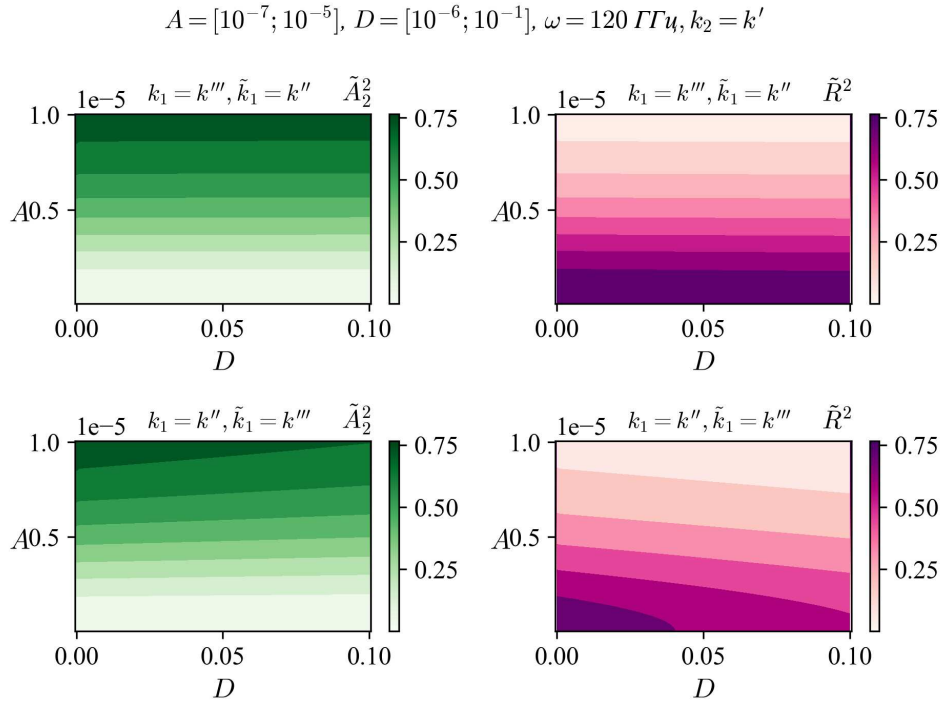 A = [10⁻⁷; 10⁻⁵], D = [10⁻⁶; 10⁻¹], ω = 120 ГГц, k₂ = k′
1e−5 k₁ = k‴, k̃₁ = k″ Ã₂²
1.0
A0.5
0.00 0.05 0.10
D
0.75
0.50
0.25
1e−5 k₁ = k‴, k̃₁ = k″ R̃²
1.0
A0.5
0.00 0.05 0.10
D
0.75
0.50
0.25
1e−5 k₁ = k″, k̃₁ = k‴ Ã₂²
1.0
A0.5
0.00 0.05 0.10
D
0.75
0.50
0.25
1e−5 k₁ = k″, k̃₁ = k‴ R̃²
1.0
A0.5
0.00 0.05 0.10
D
0.75
0.50
0.25